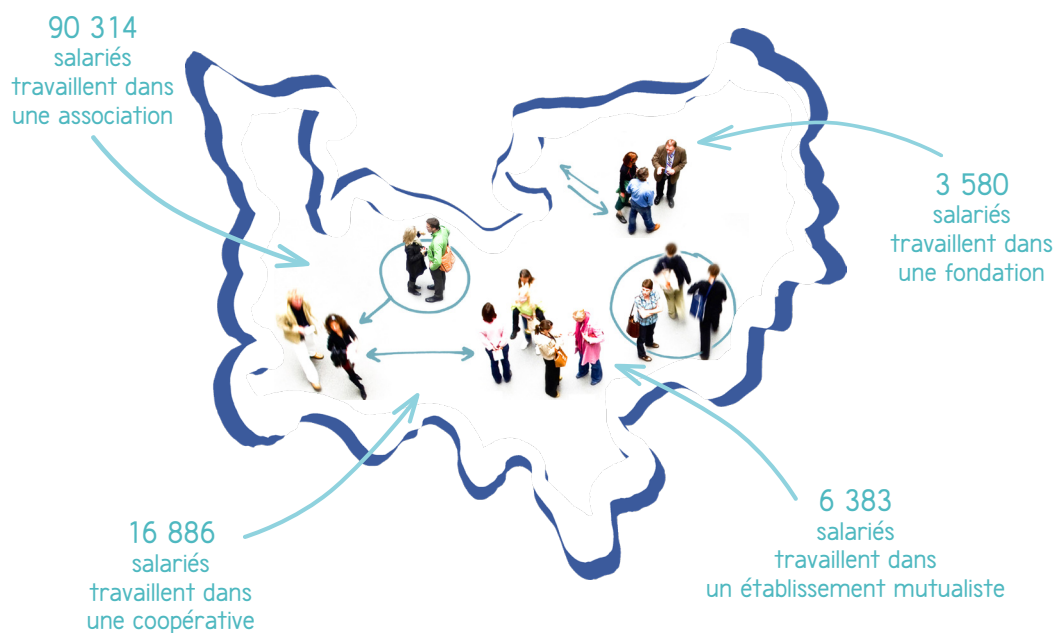 90 314
salariés
travaillent dans
une association
3 580
salariés
travaillent dans
une fondation
16 886
salariés
travaillent dans
une coopérative
6 383
salariés
travaillent dans
un établissement mutualiste